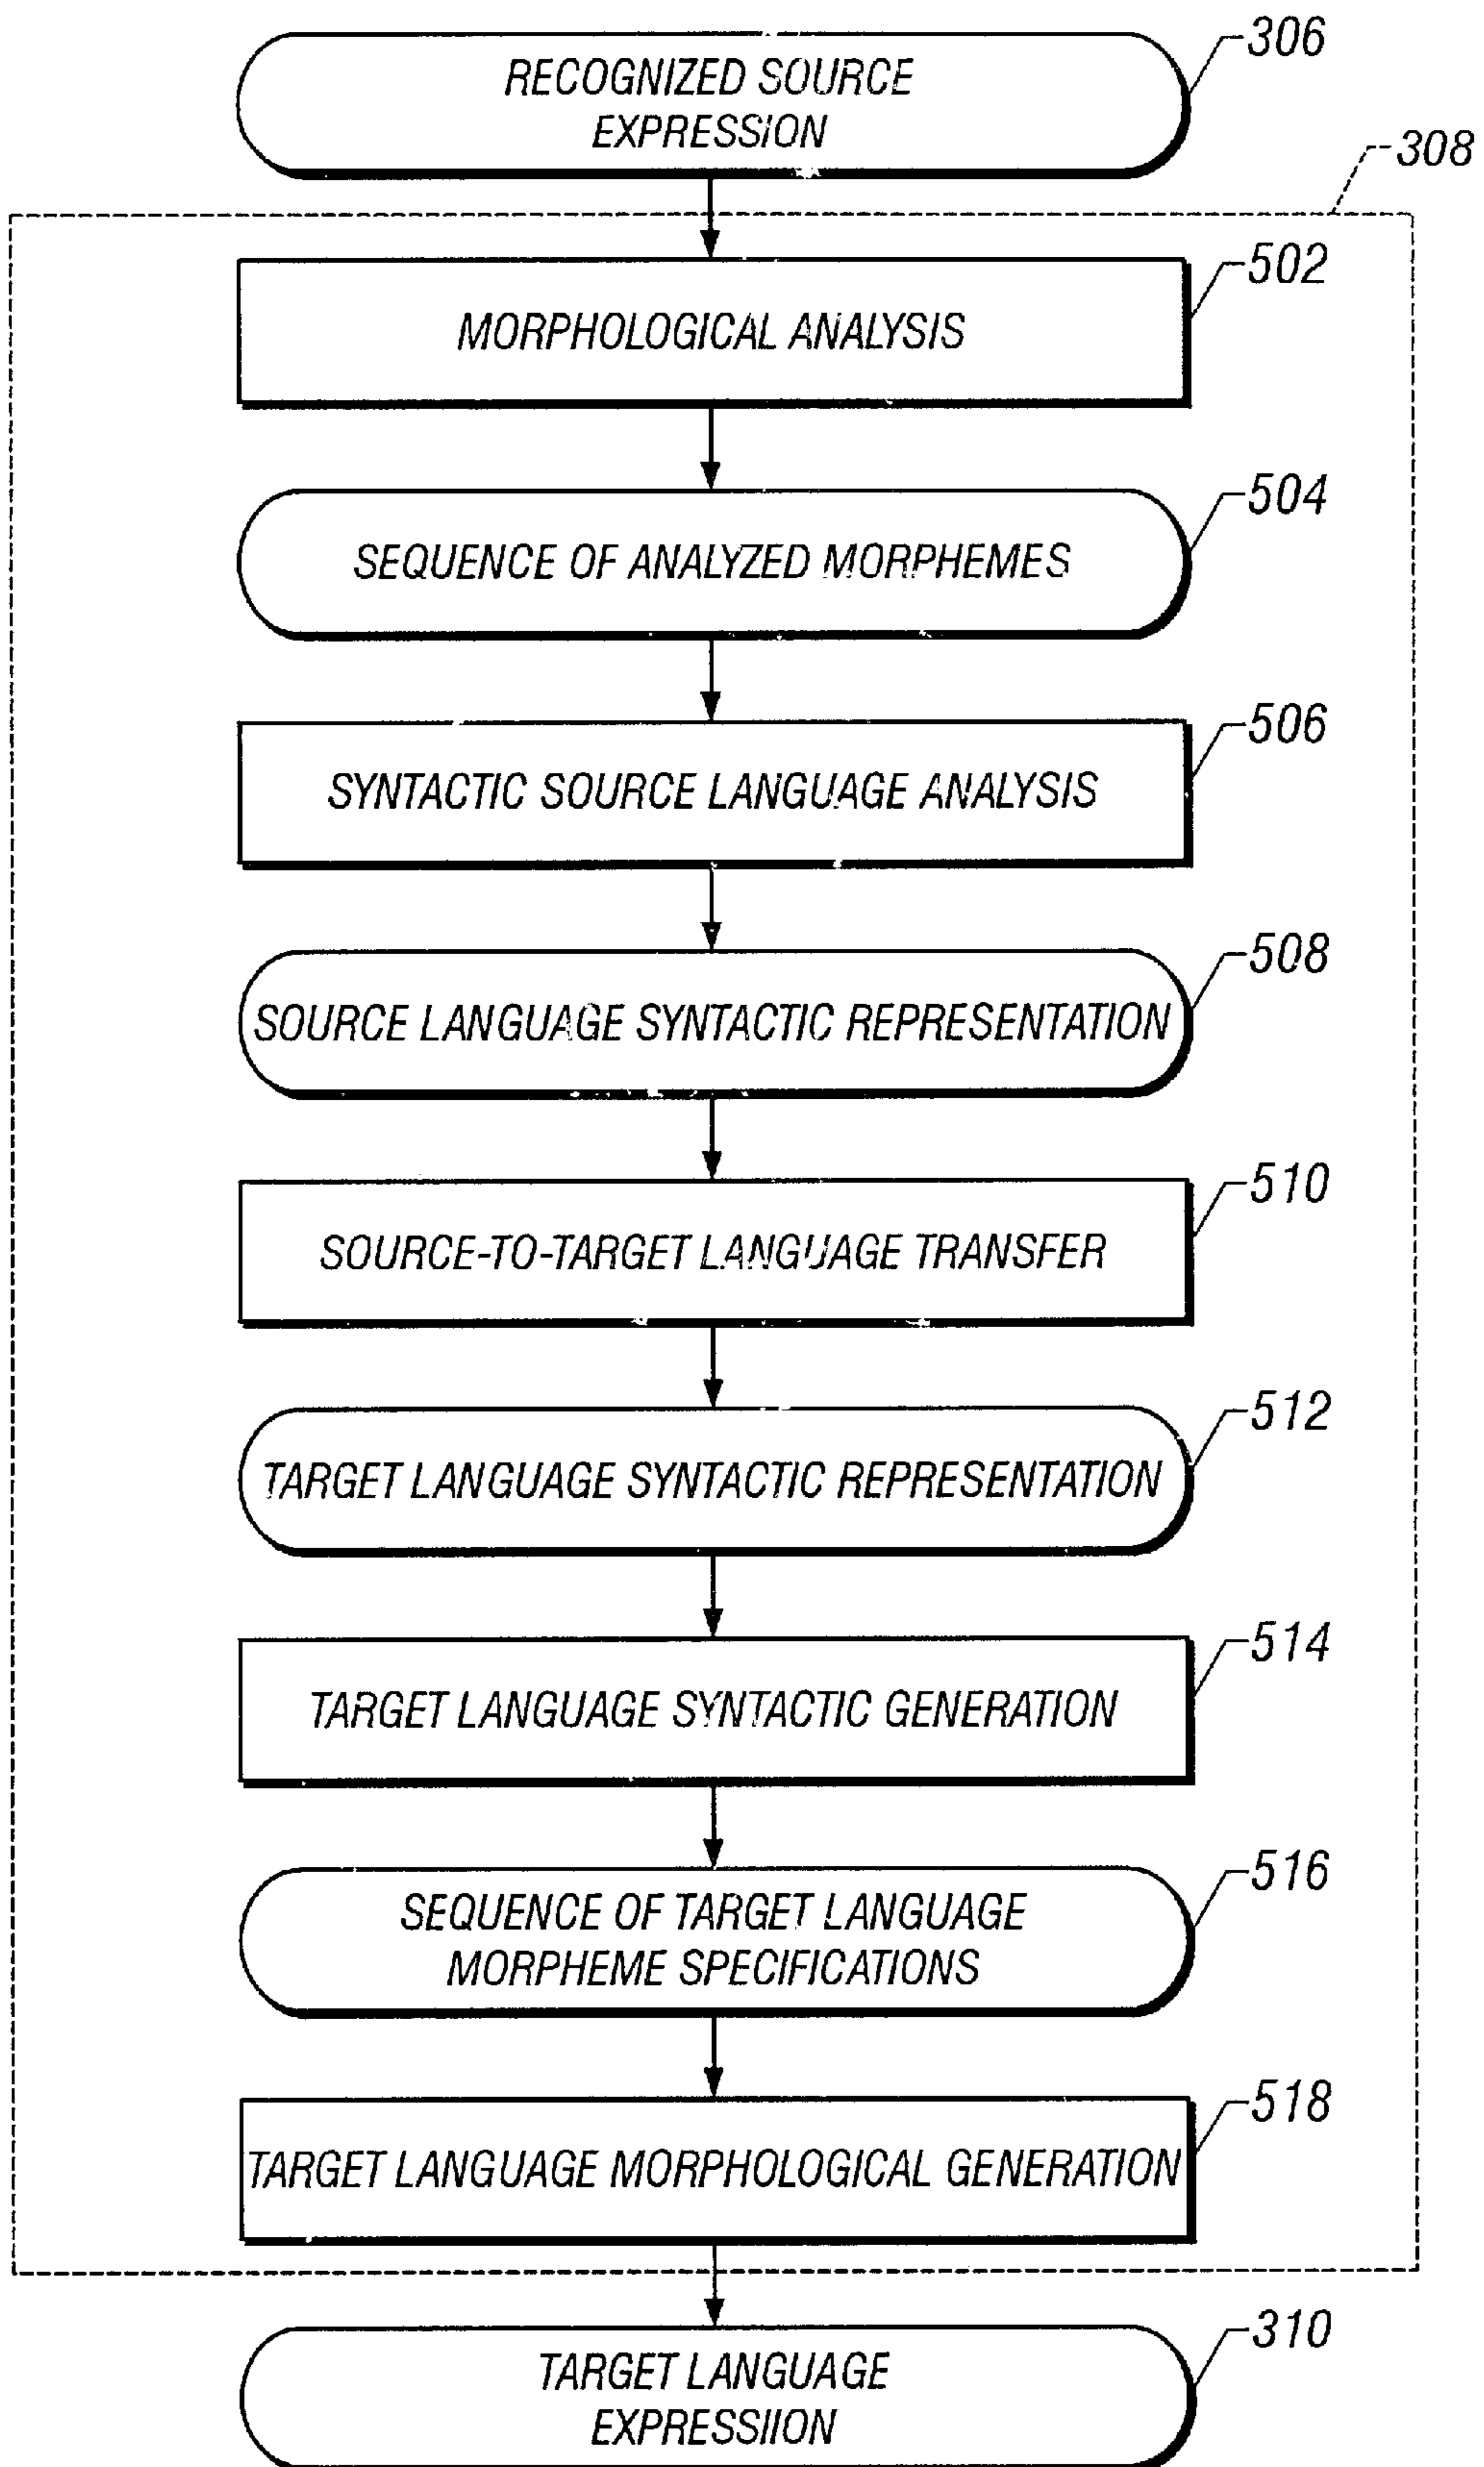 306
RECOGNIZED SOURCE
EXPRESSION
308
502
MORPHOLOGICAL ANALYSIS
504
SEQUENCE OF ANALYZED MORPHEMES
506
SYNTACTIC SOURCE LANGUAGE ANALYSIS
508
SOURCE LANGUAGE SYNTACTIC REPRESENTATION
510
SOURCE-TO-TARGET LANGUAGE TRANSFER
512
TARGET LANGUAGE SYNTACTIC REPRESENTATION
514
TARGET LANGUAGE SYNTACTIC GENERATION
516
SEQUENCE OF TARGET LANGUAGE
MORPHEME SPECIFICATIONS
518
TARGET LANGUAGE MORPHOLOGICAL GENERATION
310
TARGET LANGUAGE
EXPRESSIION